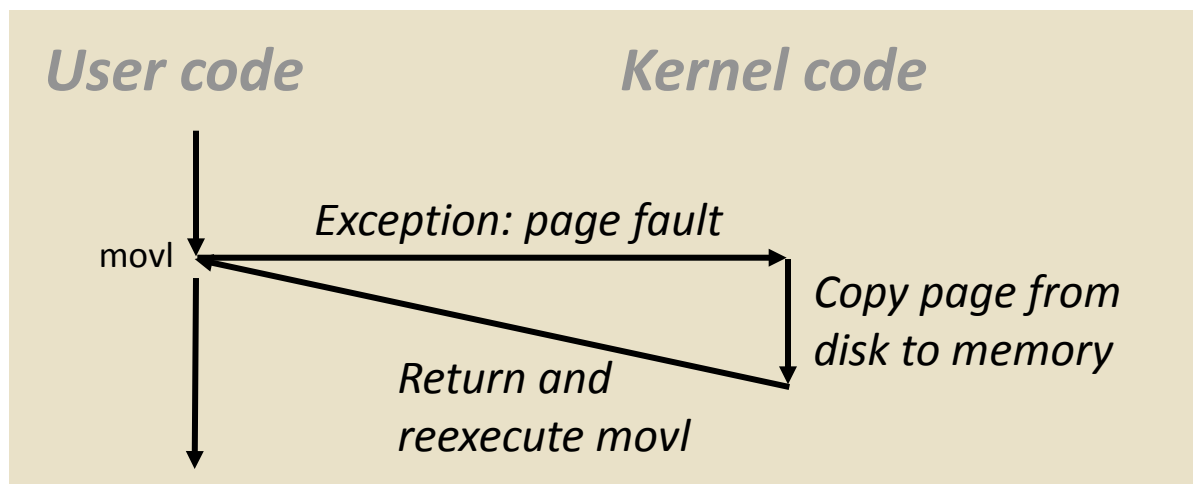 User code
Kernel code
Exception: page fault
movl
Copy page from
disk to memory
Return and
reexecute movl